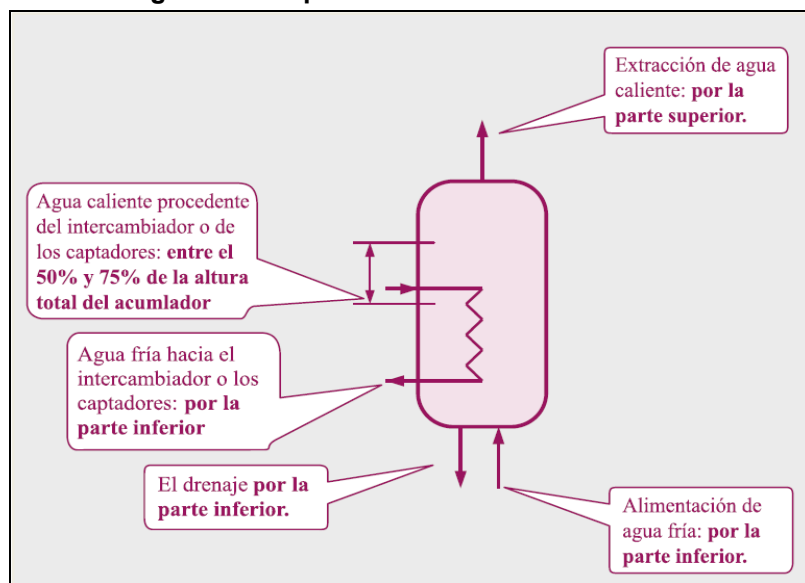 Extracción de agua
caliente: por la
parte superior.
Agua caliente procedente
del intercambiador o de
los captadores: entre el
50% y 75% de la altura
total del acumlador
Agua fría hacia el
intercambiador o los
captadores: por la
parte inferior
El drenaje por la
parte inferior.
Alimentación de
agua fría: por la
parte inferior.